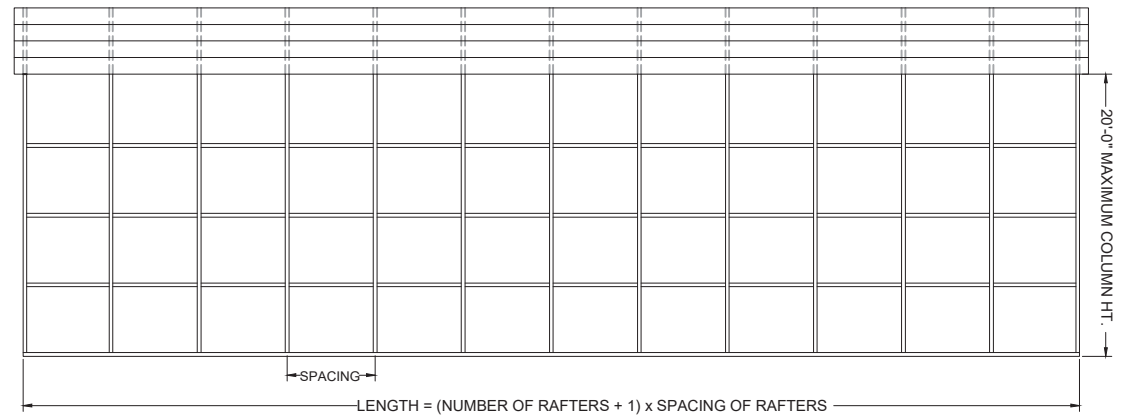 20'-0" MAXIMUM COLUMN HT.
SPACING
LENGTH = (NUMBER OF RAFTERS + 1) x SPACING OF RAFTERS